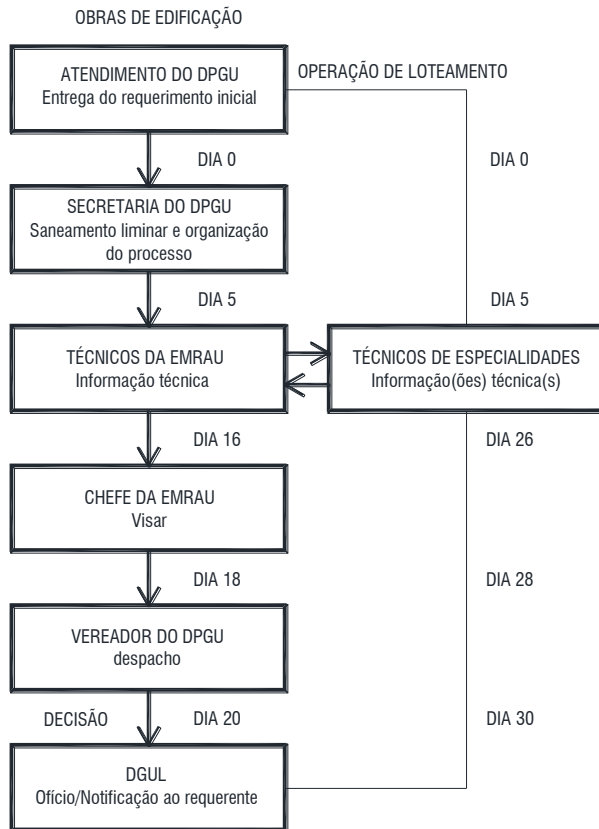 OBRAS DE EDIFICAÇÃO
ATENDIMENTO DO DPGU
Entrega do requerimento inicial
OPERAÇÃO DE LOTEAMENTO
DIA 0
DIA 0
SECRETARIA DO DPGU
Saneamento liminar e organização
do processo
DIA 5
DIA 5
TÉCNICOS DA EMRAU
Informação técnica
TÉCNICOS DE ESPECIALIDADES
Informação(ões) técnica(s)
DIA 16
DIA 26
CHEFE DA EMRAU
Visar
DIA 18
DIA 28
VEREADOR DO DPGU
despacho
DECISÃO
DIA 20
DIA 30
DGUL
Ofício/Notificação ao requerente